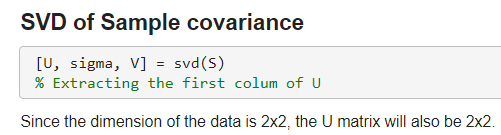 SVD of Sample covariance
[U, sigma, V] = svd(S)
% Extracting the first colum of U
Since the dimension of the data is 2x2, the U matrix will also be 2x2.